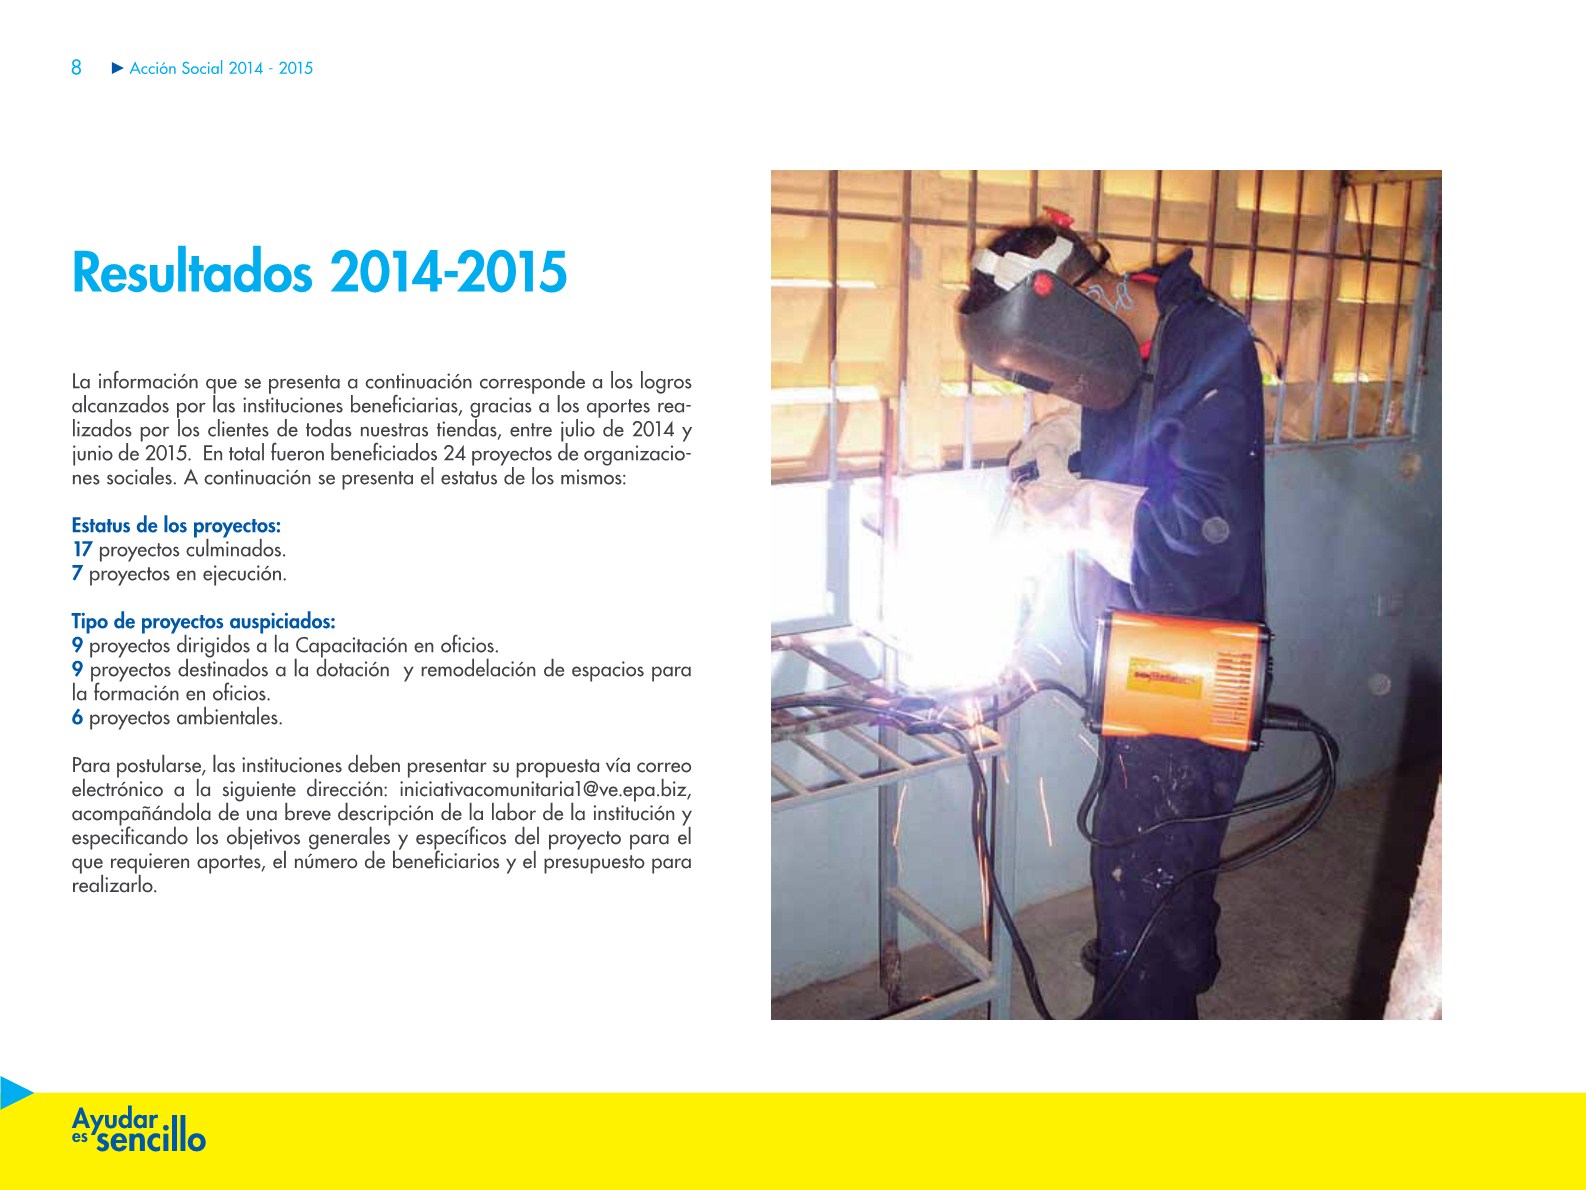 8 ▶ Acción Social 2014 - 2015
Resultados 2014-2015
La información que se presenta a continuación corresponde a los logros
alcanzados por las instituciones beneficiarias, gracias a los aportes rea-
lizados por los clientes de todas nuestras tiendas, entre julio de 2014 y
junio de 2015.  En total fueron beneficiados 24 proyectos de organizacio-
nes sociales. A continuación se presenta el estatus de los mismos:
Estatus de los proyectos:
17 proyectos culminados.
7 proyectos en ejecución.
Tipo de proyectos auspiciados:
9 proyectos dirigidos a la Capacitación en oficios.
9 proyectos destinados a la dotación  y remodelación de espacios para
la formación en oficios.
6 proyectos ambientales.
Para postularse, las instituciones deben presentar su propuesta vía correo
electrónico a la siguiente dirección: iniciativacomunitaria1@ve.epa.biz,
acompañándola de una breve descripción de la labor de la institución y
especificando los objetivos generales y específicos del proyecto para el
que requieren aportes, el número de beneficiarios y el presupuesto para
realizarlo.
Ayudar
es sencillo